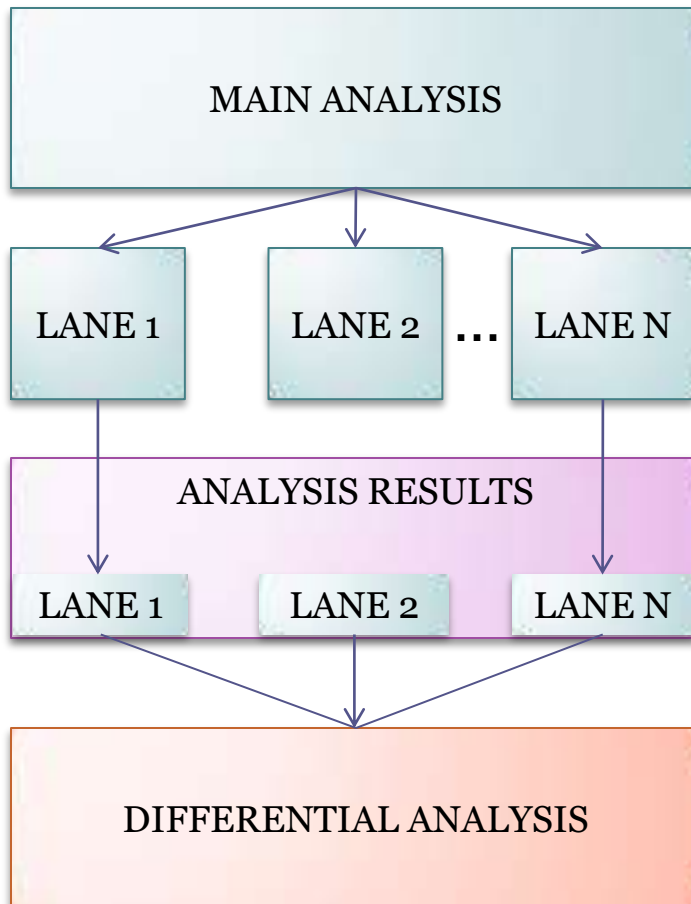 MAIN ANALYSIS
LANE 1
LANE 2
...
LANE N
ANALYSIS RESULTS
LANE 1
LANE 2
LANE N
DIFFERENTIAL ANALYSIS